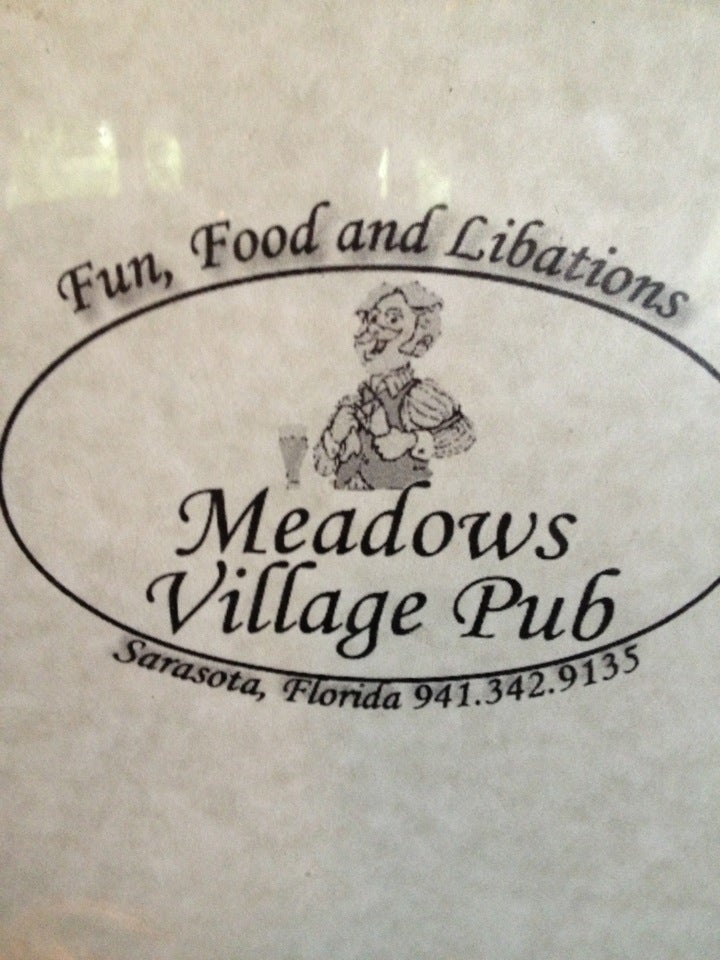 Fun, Food and Libations
Meadows
Village Pub
Sarasota, Florida 941.342.9135